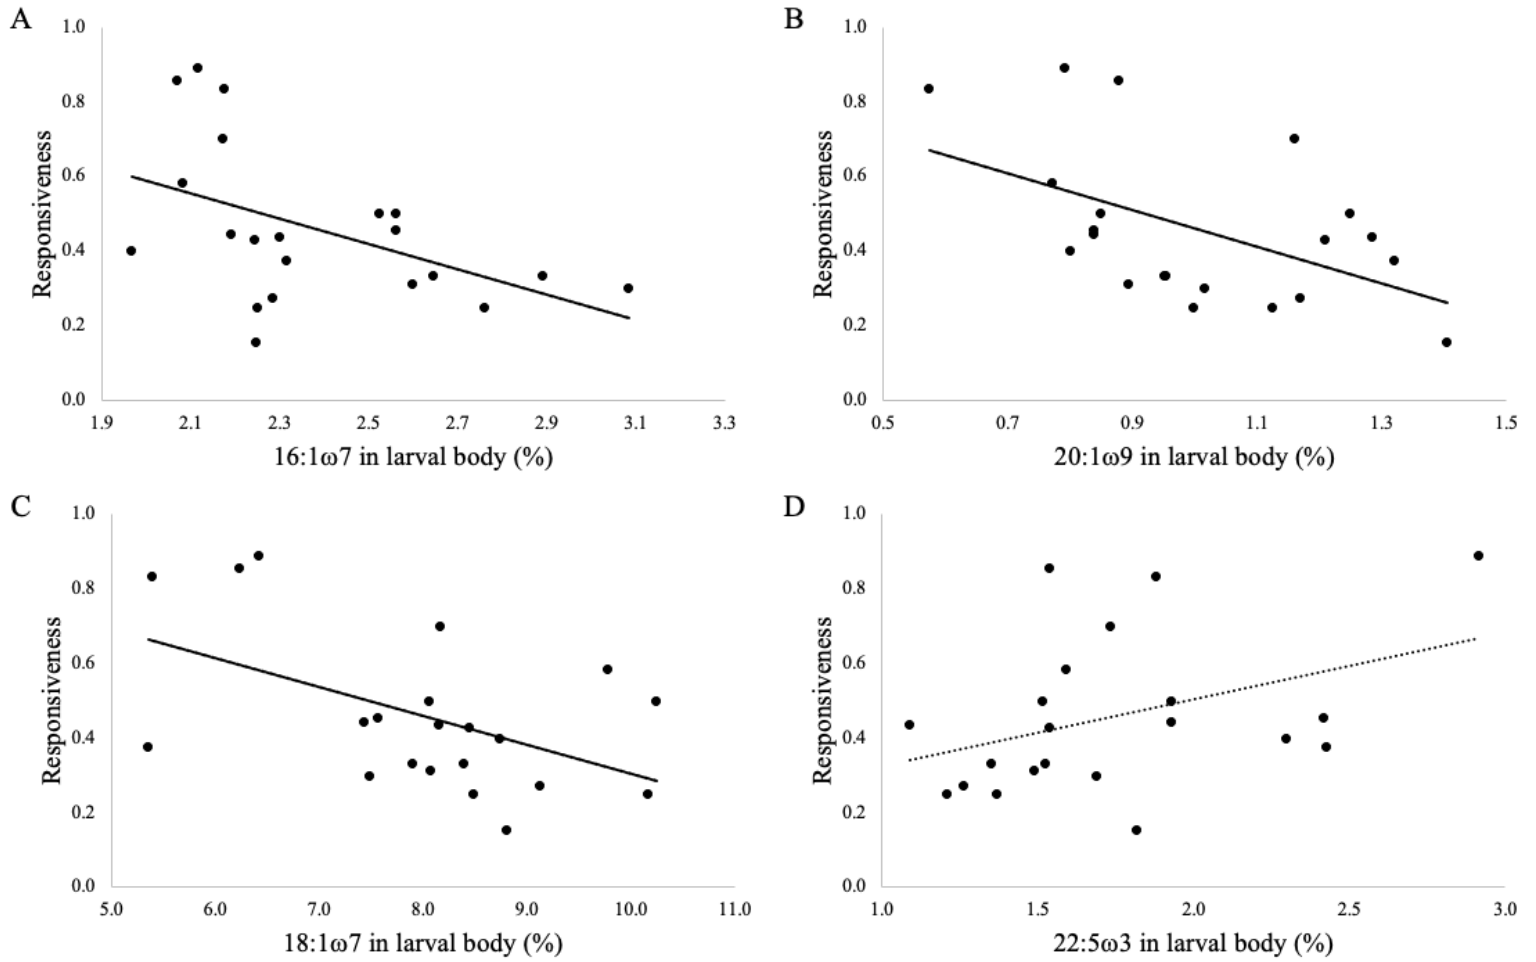 A
1.0
0.8
0.6
0.4
0.2
0.0
Responsiveness
1.9 2.1 2.3 2.5 2.7 2.9 3.1 3.3
16:1ω7 in larval body (%)
B
1.0
0.8
0.6
0.4
0.2
0.0
Responsiveness
0.5 0.7 0.9 1.1 1.3 1.5
20:1ω9 in larval body (%)
C
1.0
0.8
0.6
0.4
0.2
0.0
Responsiveness
5.0 6.0 7.0 8.0 9.0 10.0 11.0
18:1ω7 in larval body (%)
D
1.0
0.8
0.6
0.4
0.2
0.0
Responsiveness
1.0 1.5 2.0 2.5 3.0
22:5ω3 in larval body (%)